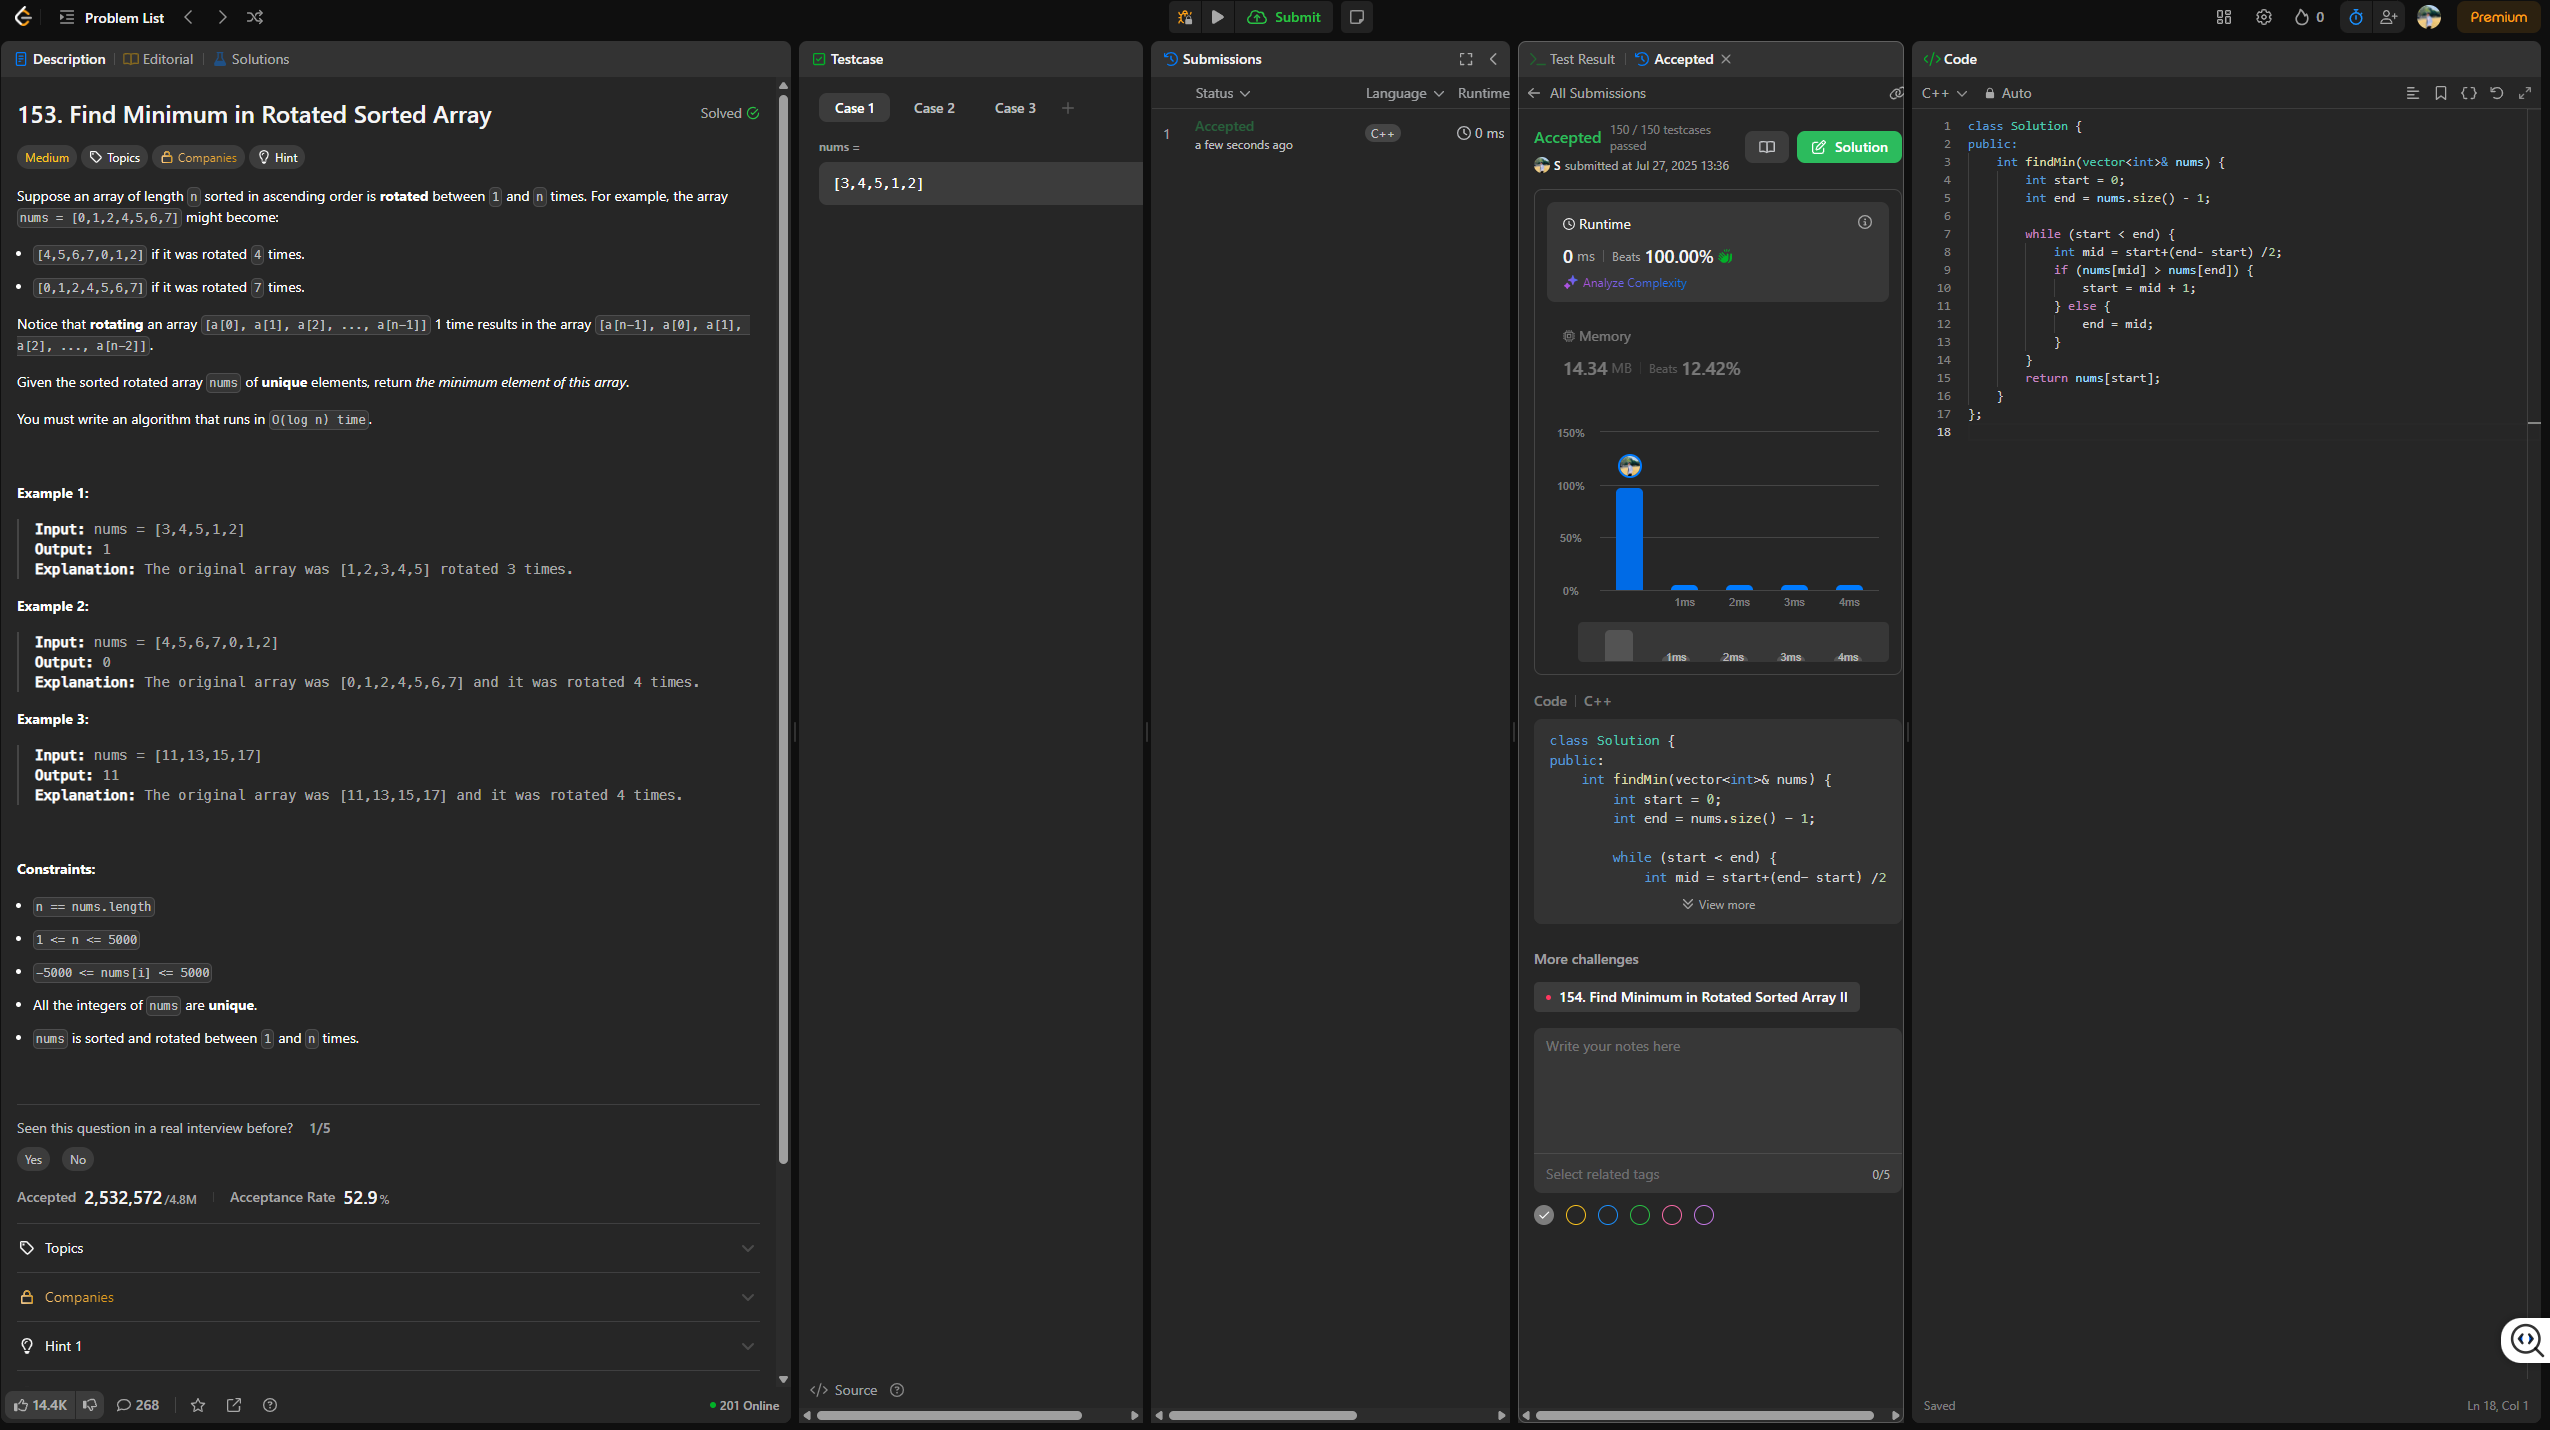 Problem List
Submit
0
Premium
Description
Editorial
Solutions
153. Find Minimum in Rotated Sorted Array
Solved
Medium
Topics
Companies
Hint
Suppose an array of length n sorted in ascending order is rotated between 1 and n times. For example, the array
nums = [0,1,2,4,5,6,7] might become:
• [4,5,6,7,0,1,2] if it was rotated 4 times.
• [0,1,2,4,5,6,7] if it was rotated 7 times.
Notice that rotating an array [a[0], a[1], a[2], ..., a[n-1]] 1 time results in the array [a[n-1], a[0], a[1],
a[2], ..., a[n-2]].
Given the sorted rotated array nums of unique elements, return the minimum element of this array.
You must write an algorithm that runs in O(log n) time.
Example 1:
Input: nums = [3,4,5,1,2]
Output: 1
Explanation: The original array was [1,2,3,4,5] rotated 3 times.
Example 2:
Input: nums = [4,5,6,7,0,1,2]
Output: 0
Explanation: The original array was [0,1,2,4,5,6,7] and it was rotated 4 times.
Example 3:
Input: nums = [11,13,15,17]
Output: 11
Explanation: The original array was [11,13,15,17] and it was rotated 4 times.
Constraints:
• n == nums.length
• 1 <= n <= 5000
• -5000 <= nums[i] <= 5000
• All the integers of nums are unique.
• nums is sorted and rotated between 1 and n times.
Seen this question in a real interview before? 1/5
Yes
No
Accepted 2,532,572/4.8M
Acceptance Rate 52.9%
Topics
Companies
Hint 1
14.4K
268
201 Online
Testcase
Case 1
Case 2
Case 3
nums =
[3,4,5,1,2]
Source
Submissions
Status
Language
Runtime
1
Accepted
a few seconds ago
C++
0 ms
Test Result
Accepted
All Submissions
Accepted
150 / 150 testcases
passed
S submitted at Jul 27, 2025 13:36
Solution
Runtime
0 ms
Beats 100.00%
Analyze Complexity
Memory
14.34 MB
Beats 12.42%
150%
100%
50%
0%
1ms
2ms
3ms
4ms
1ms
2ms
3ms
4ms
Code
C++
class Solution {
public:
int findMin(vector<int>& nums) {
int start = 0;
int end = nums.size() - 1;
while (start < end) {
int mid = start+(end- start) /2
View more
More challenges
154. Find Minimum in Rotated Sorted Array II
Write your notes here
Select related tags
0/5
</> Code
C++
Auto
1 class Solution {
2 public:
3 int findMin(vector<int>& nums) {
4 int start = 0;
5 int end = nums.size() - 1;
6
7 while (start < end) {
8 int mid = start+(end- start) /2;
9 if (nums[mid] > nums[end]) {
10 start = mid + 1;
11 } else {
12 end = mid;
13 }
14 }
15 return nums[start];
16 }
17 };
18
Saved
Ln 18, Col 1